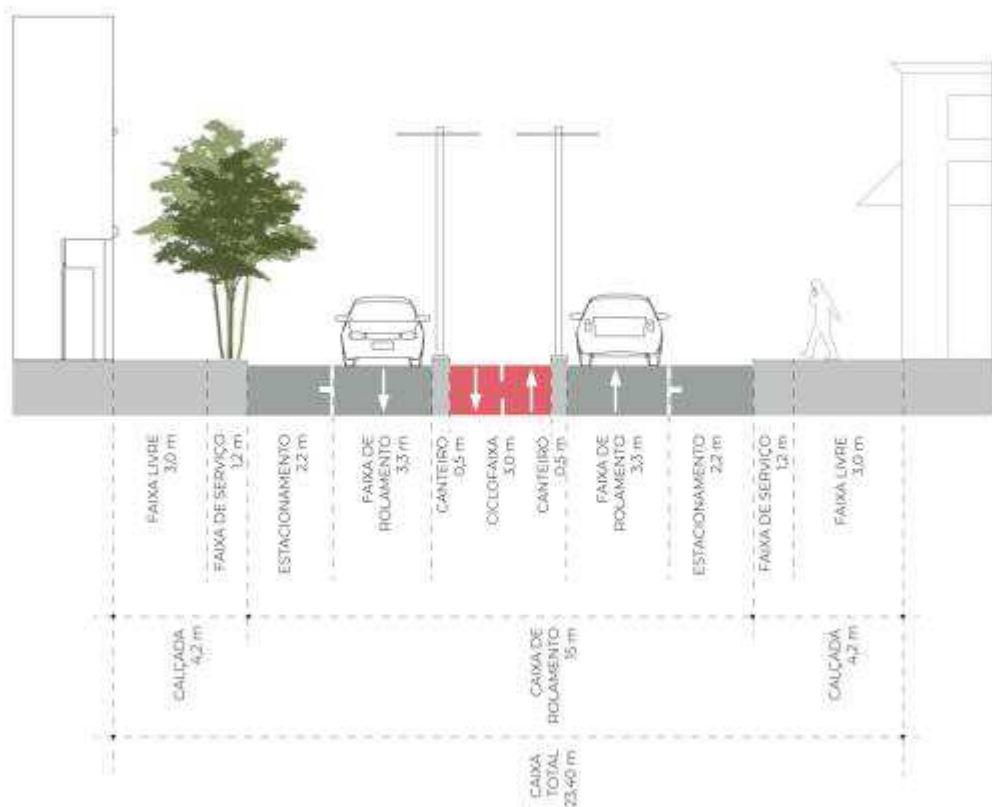 FAIXA LIVRE
3,0 m
FAIXA DE SERVIÇO
1,2 m
ESTACIONAMENTO
2,2 m
FAIXA DE
ROLAMENTO
3,3 m
CANTEIRO
0,5 m
CICLOFAIXA
3,0 m
CANTEIRO
0,5 m
FAIXA DE
ROLAMENTO
3,3 m
ESTACIONAMENTO
2,2 m
FAIXA DE SERVIÇO
1,2 m
FAIXA LIVRE
3,0 m
CALÇADA
4,2 m
CAIXA DE
ROLAMENTO
15 m
CALÇADA
4,2 m
CAIXA
TOTAL
23,40 m